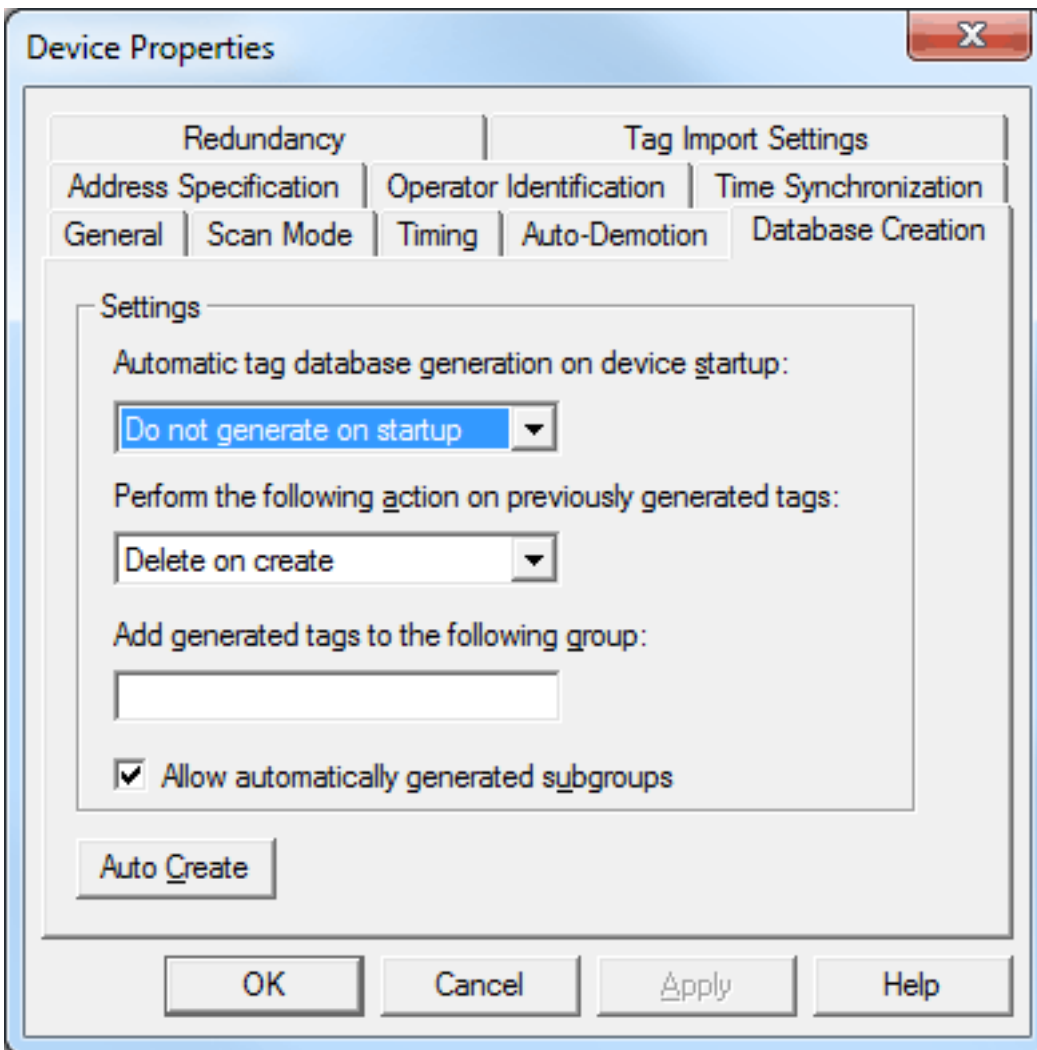 Device Properties
Redundancy
Tag Import Settings
Address Specification
Operator Identification
Time Synchronization
General
Scan Mode
Timing
Auto-Demotion
Database Creation
Settings
Automatic tag database generation on device startup:
Do not generate on startup
Perform the following action on previously generated tags:
Delete on create
Add generated tags to the following group:
Allow automatically generated subgroups
Auto Create
OK
Cancel
Apply
Help